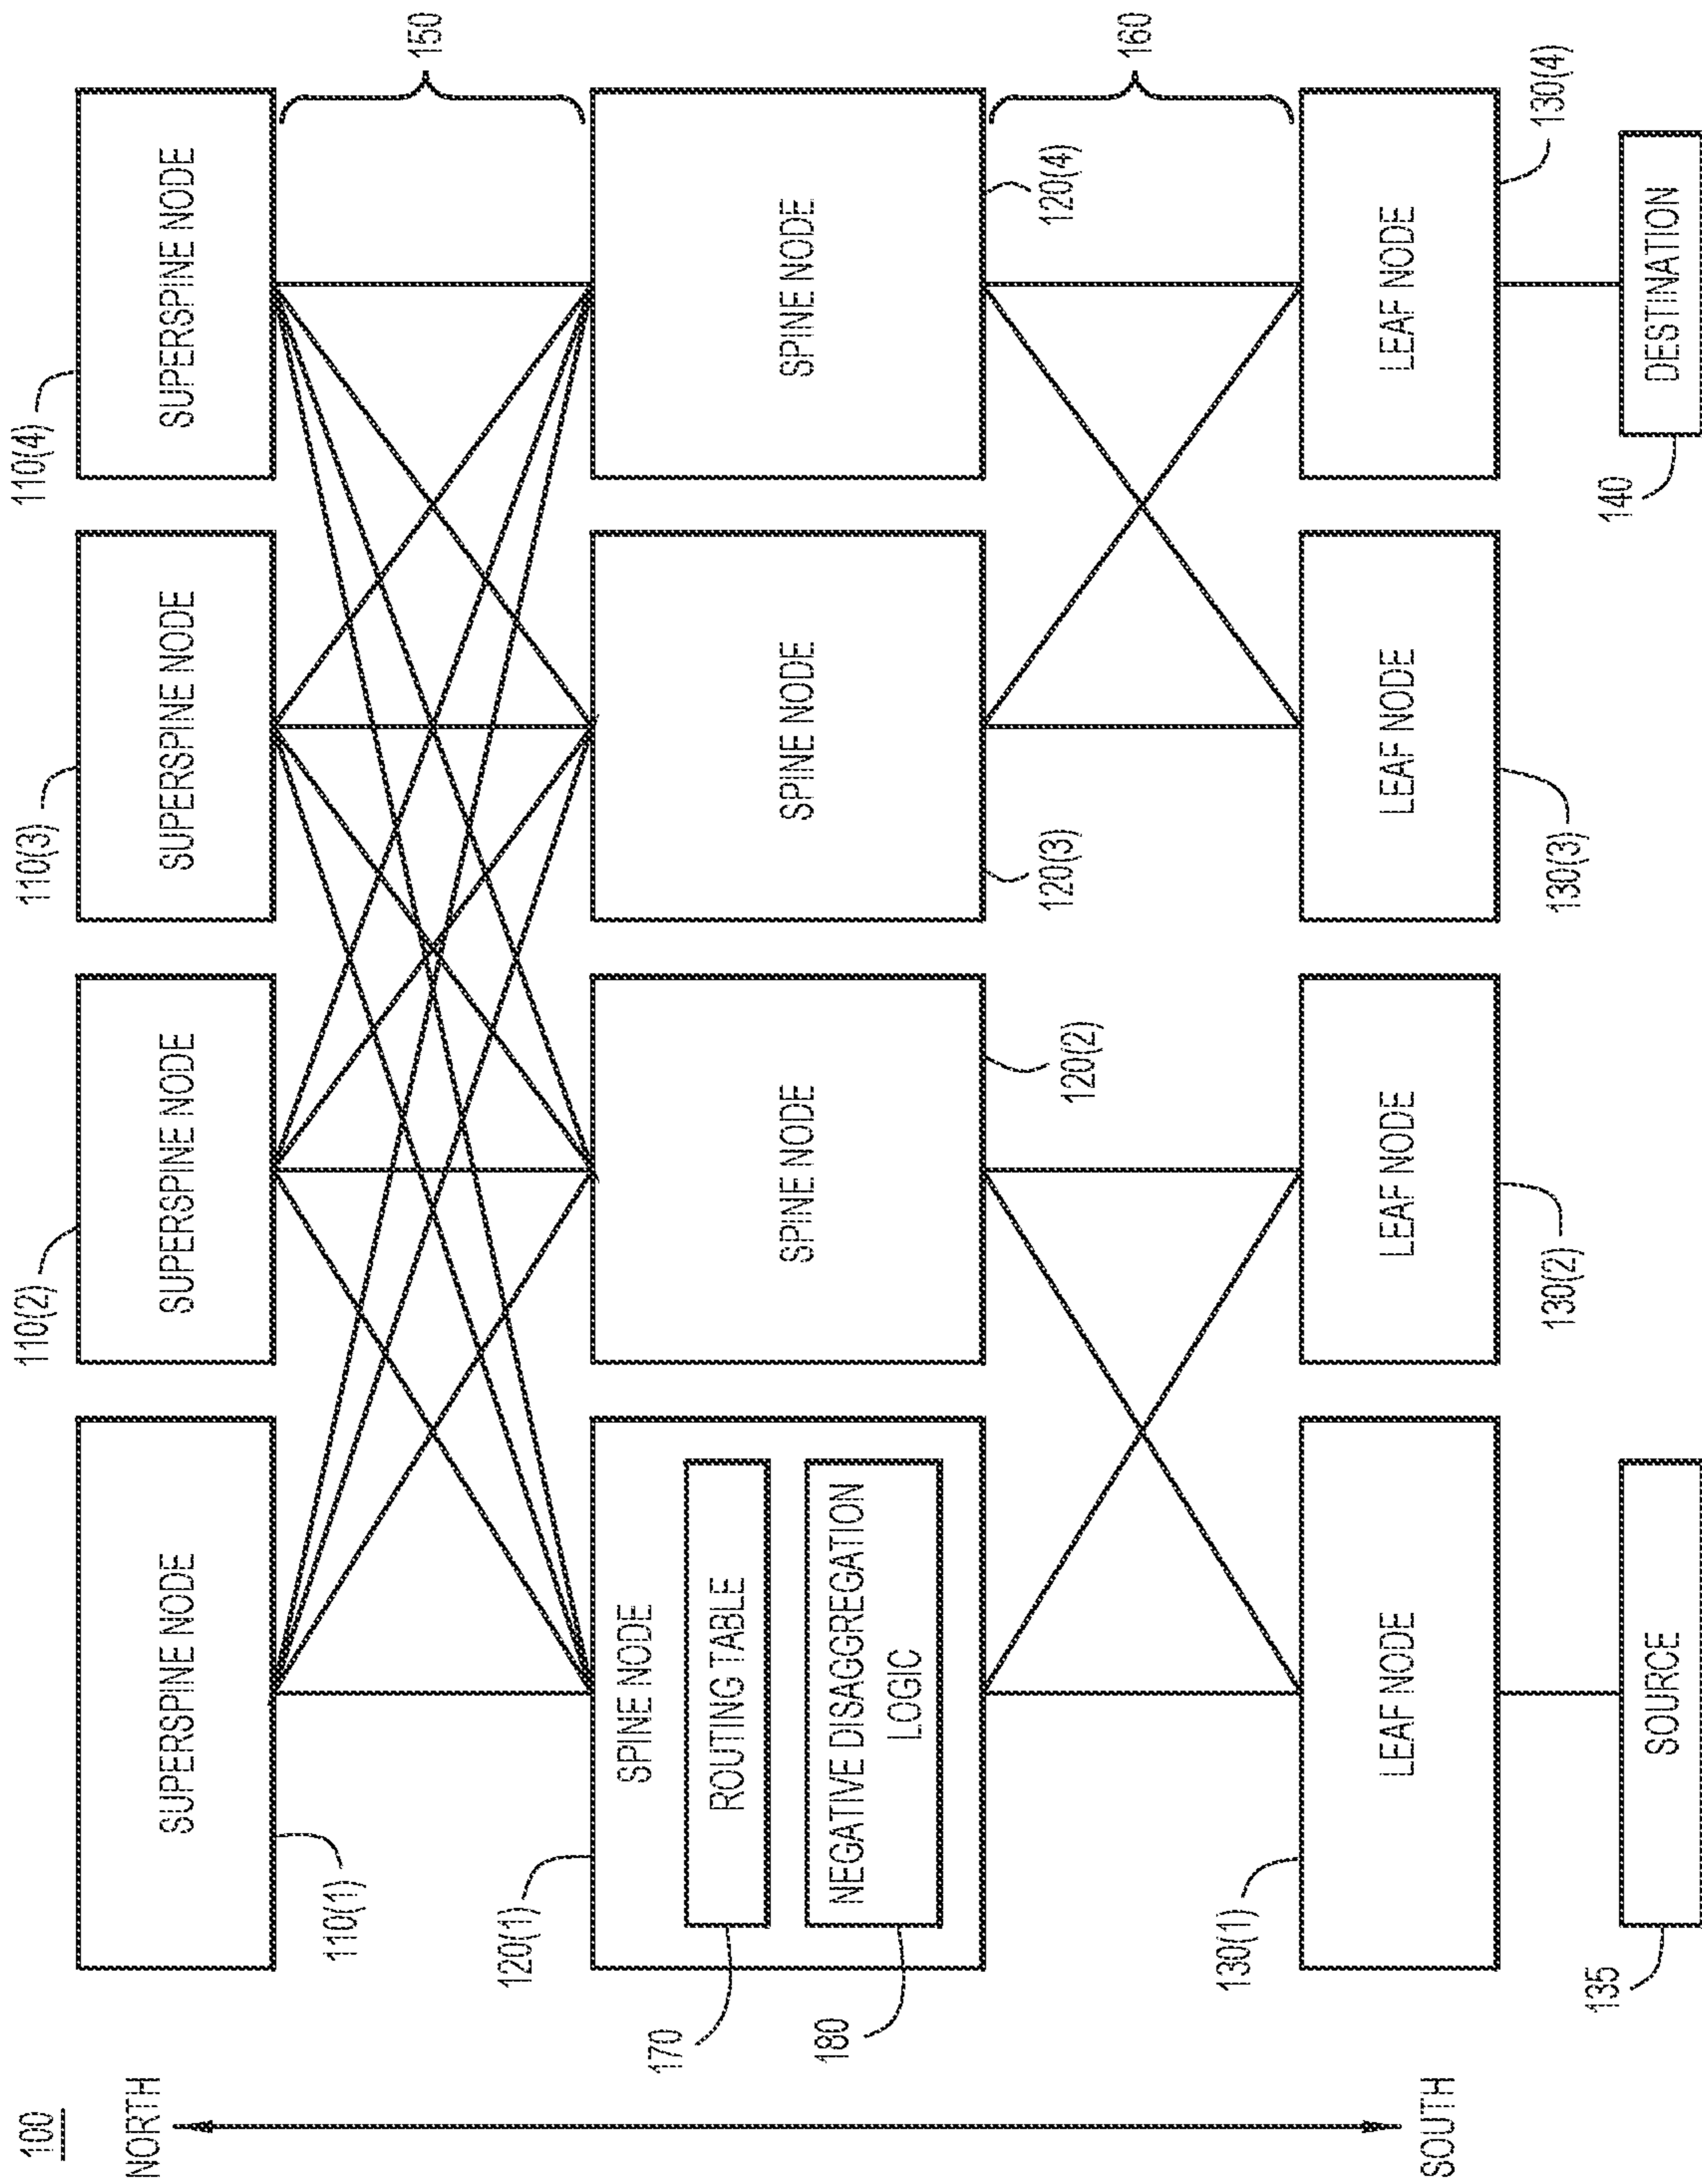 100
NORTH
SOUTH
110(1)
110(2)
110(3)
110(4)
SUPERSPINE NODE
SUPERSPINE NODE
SUPERSPINE NODE
SUPERSPINE NODE
150
120(1)
SPINE NODE
SPINE NODE
SPINE NODE
SPINE NODE
170
ROUTING TABLE
180
NEGATIVE DISAGGREGATION
LOGIC
120(2)
120(3)
120(4)
160
130(1)
LEAF NODE
LEAF NODE
LEAF NODE
LEAF NODE
130(2)
130(3)
130(4)
135
SOURCE
140
DESTINATION